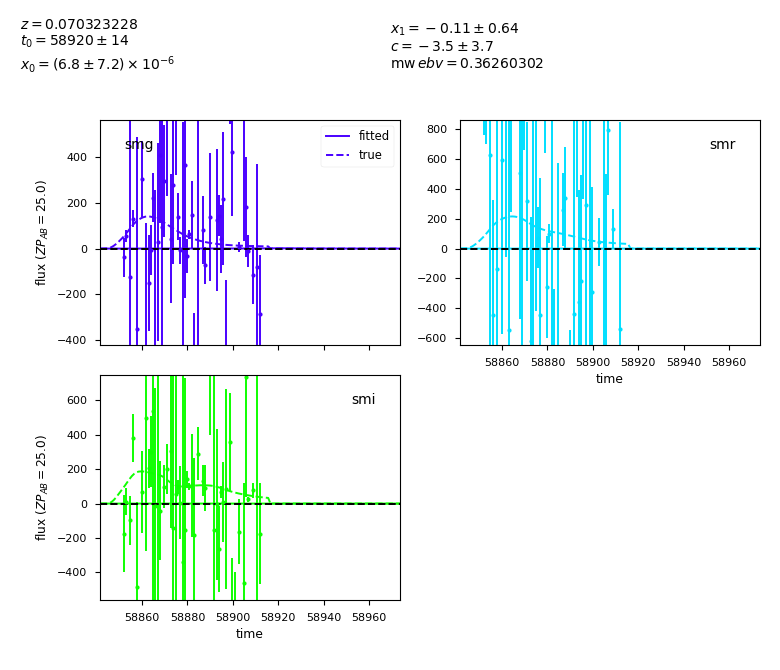 z = 0.070323228
t₀ = 58920 ± 14
x₀ = (6.8 ± 7.2) × 10⁻⁶
x₁ = −0.11 ± 0.64
c = −3.5 ± 3.7
mw ebv = 0.36260302
smg
fitted
true
400
200
0
−200
−400
flux (ZP_AB = 25.0)
smr
800
600
400
200
0
−200
−400
−600
58860 58880 58900 58920 58940 58960
time
smi
600
400
200
0
−200
−400
flux (ZP_AB = 25.0)
58860 58880 58900 58920 58940 58960
time